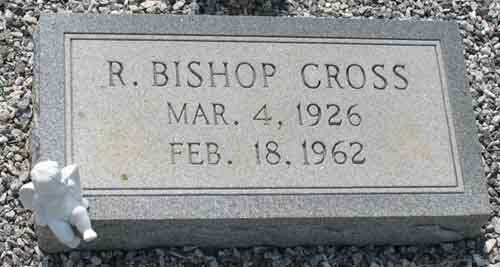 R. BISHOP CROSS
MAR. 4, 1926
FEB. 18, 1962